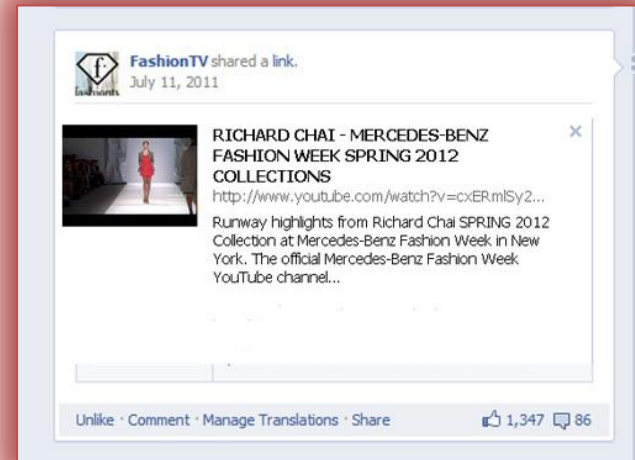 FashionTV shared a link.
July 11, 2011
RICHARD CHAI - MERCEDES-BENZ
FASHION WEEK SPRING 2012
COLLECTIONS
http://www.youtube.com/watch?v=cxERmlSy2...
Runway highlights from Richard Chai SPRING 2012
Collection at Mercedes-Benz Fashion Week in New
York. The official Mercedes-Benz Fashion Week
YouTube channel...
Unlike · Comment · Manage Translations · Share 1,347 86